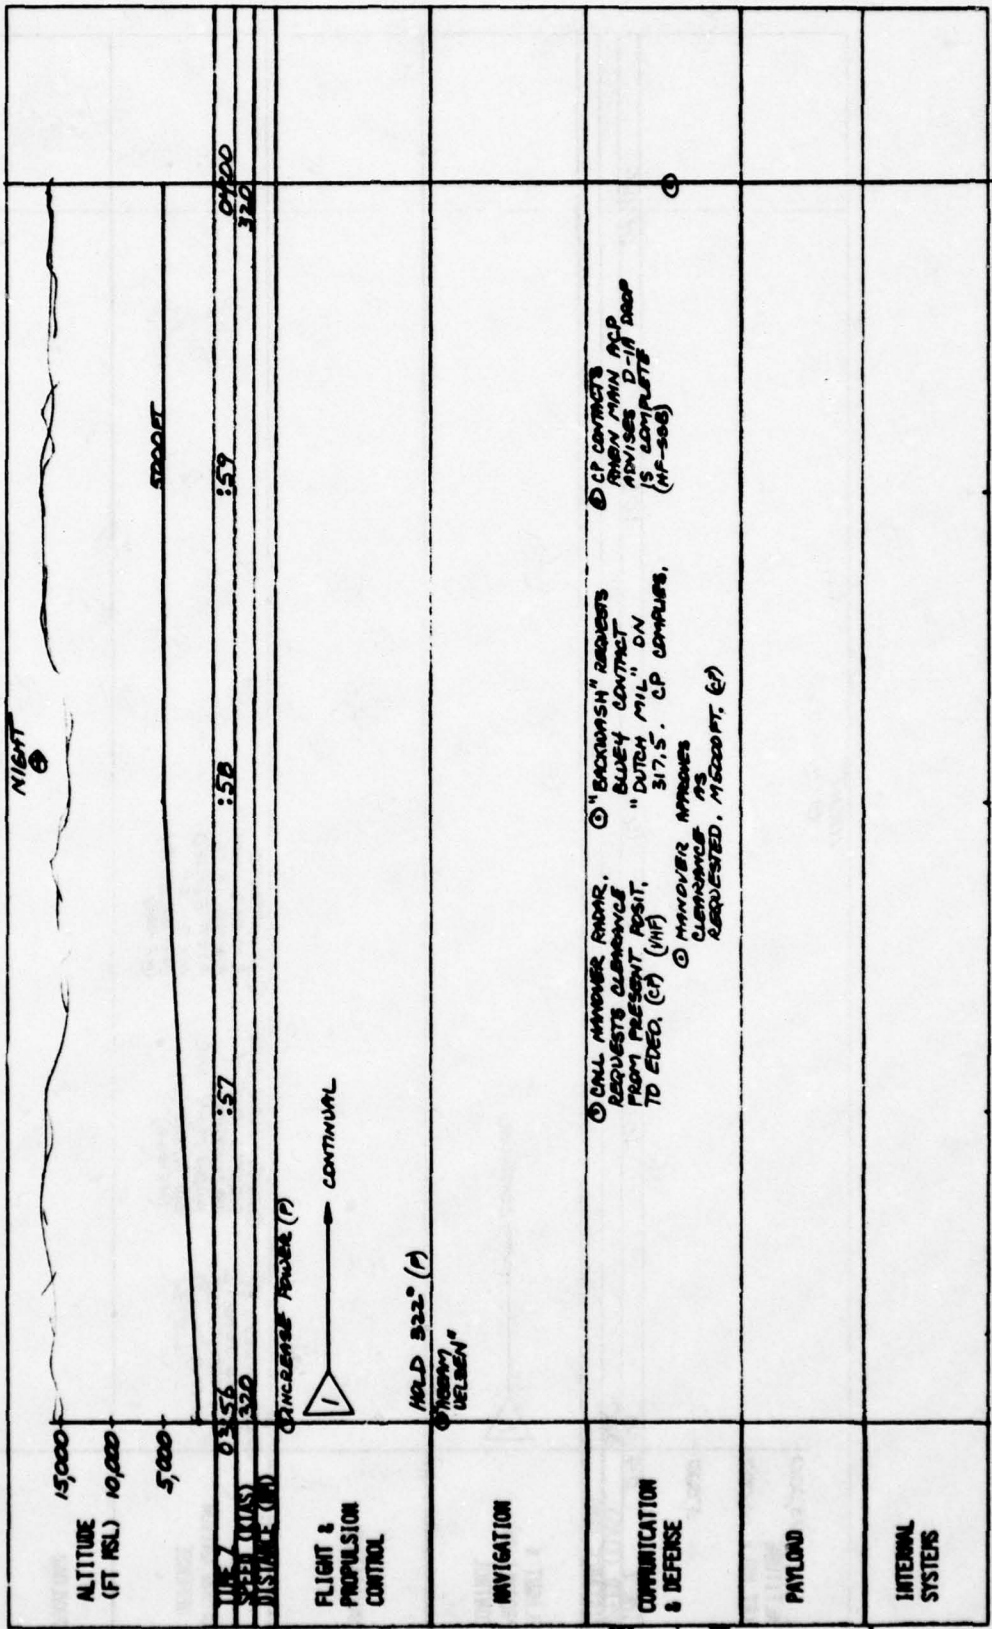 NIGHT
15,000
ALTITUDE
(FT MSL)
10,000
5,000
5000FT
TIME Z
0356
:57
:58
:59
0400
SPEED (KIAS)
320
320
DISTANCE (NM)
FLIGHT &
PROPULSION
CONTROL
INCREASE POWER (P)
1
CONTINUAL
NAVIGATION
HOLD 322° (P)
COMMUNICATION
& DEFENSE
CALL HANOVER RADAR,
REQUESTS CLEARANCE
FROM PRESENT POSIT,
TO EDEO. (CP) (VHF)
HANOVER APPROVES
CLEARANCE AS
REQUESTED, M5000FT. (CP)
"BACKWASH" REQUESTS
BLUE4 CONTACT
"DUTCH MIL" ON
317.5. CP COMPLIES.
CP CONTACTS
RHEIN MAIN ACP
ADVISES D-1A DROP
IS COMPLETE
(HF-SSB)
PAYLOAD
INTERNAL
SYSTEMS